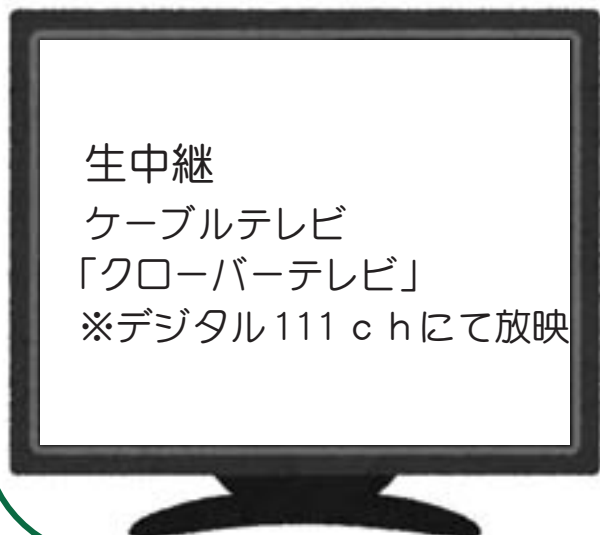 生中継
ケーブルテレビ
「クローバーテレビ」
※デジタル111ｃｈにて放映